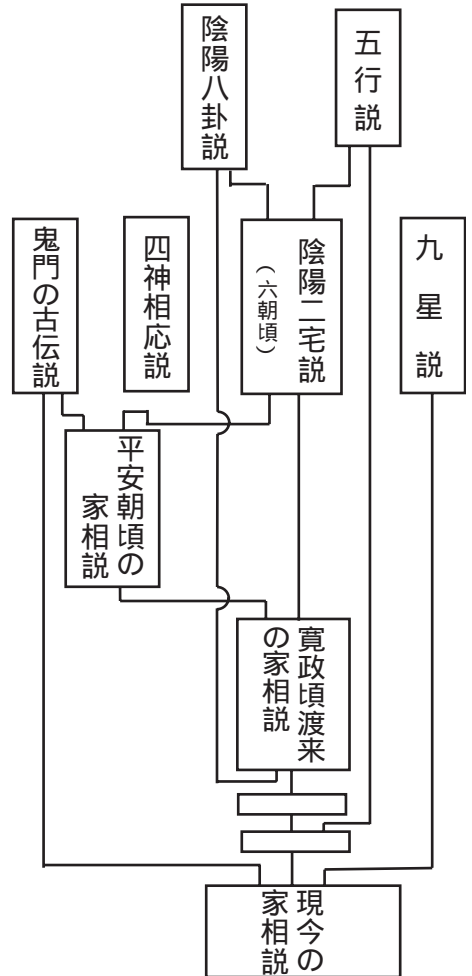 五行説
陰陽八卦説
九星説
陰陽二宅説
（六朝頃）
四神相応説
鬼門の古伝説
平安朝頃の
家相説
寛政頃渡来
の家相説
現今の
家相説